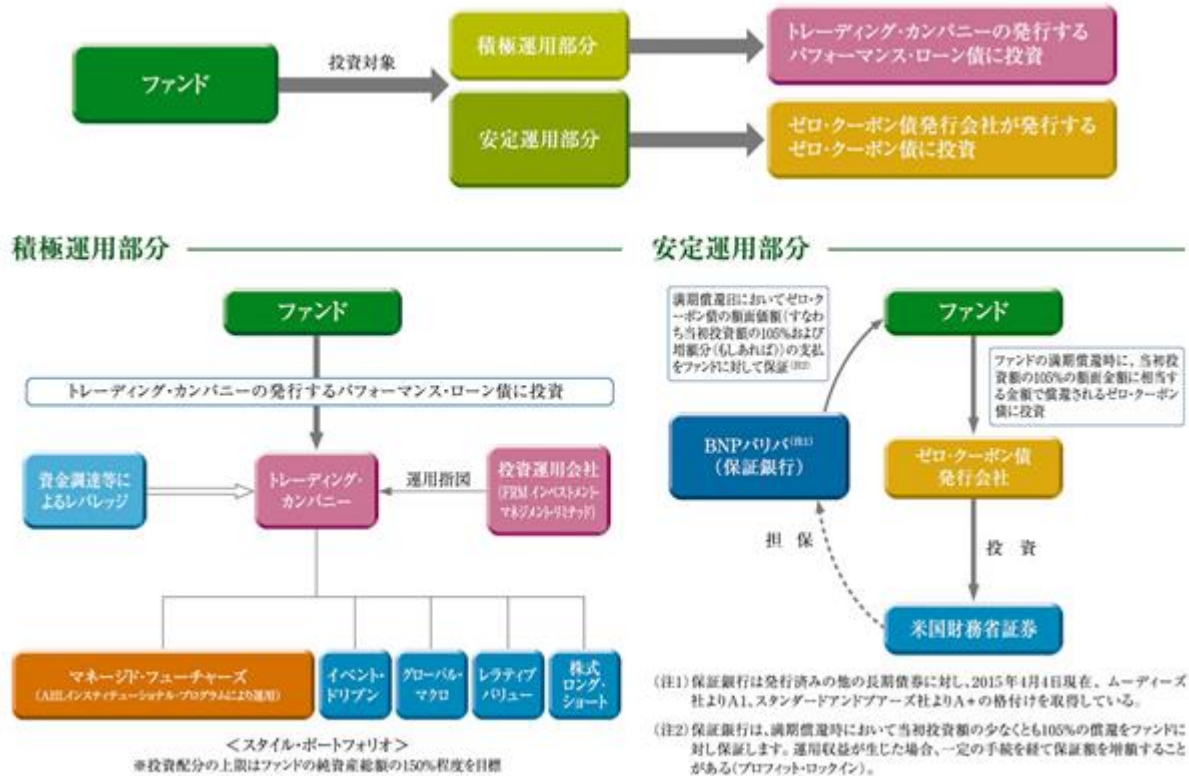 ファンド
投資対象
積極運用部分
トレーディング・カンパニーの発行する
パフォーマンス・ローン債に投資
安定運用部分
ゼロ・クーポン債発行会社が発行する
ゼロ・クーポン債に投資
積極運用部分
ファンド
トレーディング・カンパニーの発行するパフォーマンス・ローン債に投資
資金調達等に
よるレバレッジ
トレーディング・
カンパニー
運用指図
投資運用会社
(FRM インベストメント・
マネジメント・リミテッド)
マネージド・フューチャーズ
(AHLインスティテューショナル・プログラムにより運用)
イベント・
ドリブン
グローバル・
マクロ
レラティブ
バリュー
株式
ロング・
ショート
<スタイル・ポートフォリオ>
※投資配分の上限はファンドの純資産総額の150%程度を目標
安定運用部分
満期償還日においてゼロ・ク
ーポン債の額面価額(すなわ
ち当初投資額の105%および
増額分(もしあれば))の支払
をファンドに対して保証(注2)
ファンド
ファンドの満期償還時に、当初投
資額の105%の額面金額に相当す
る金額で償還されるゼロ・クーポン
債に投資
BNPパリバ(注1)
(保証銀行)
ゼロ・クーポン債
発行会社
担 保
投 資
米国財務省証券
(注1)保証銀行は発行済みの他の長期債券に対し、2015年4月4日現在、ムーディーズ
社よりA1、スタンダードアンドプアーズ社よりA+の格付けを取得している。
(注2)保証銀行は、満期償還時において当初投資額の少なくとも105%の償還をファンドに
対し保証します。運用収益が生じた場合、一定の手続を経て保証額を増額すること
がある(プロフィット・ロックイン)。